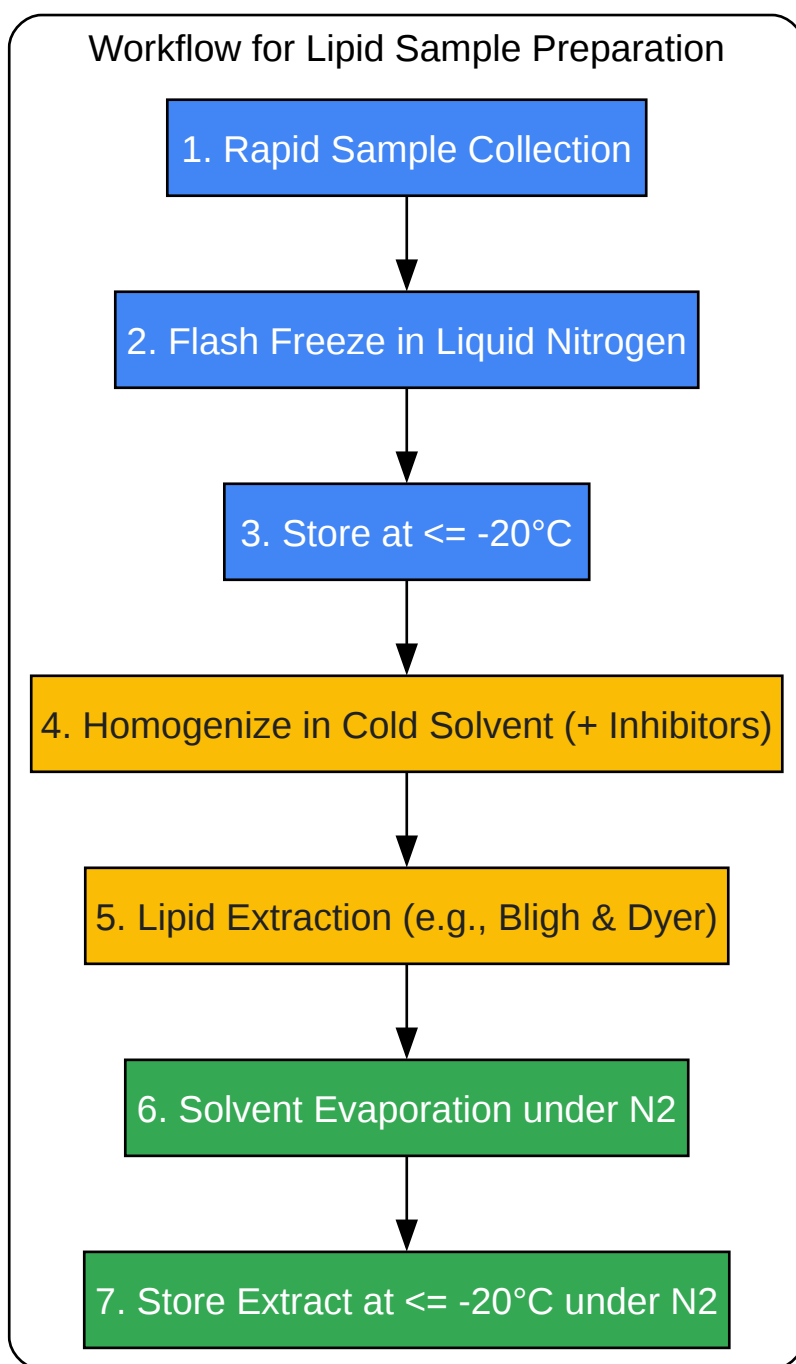 Workflow for Lipid Sample Preparation
1. Rapid Sample Collection
2. Flash Freeze in Liquid Nitrogen
3. Store at <= -20°C
4. Homogenize in Cold Solvent (+ Inhibitors)
5. Lipid Extraction (e.g., Bligh & Dyer)
6. Solvent Evaporation under N2
7. Store Extract at <= -20°C under N2